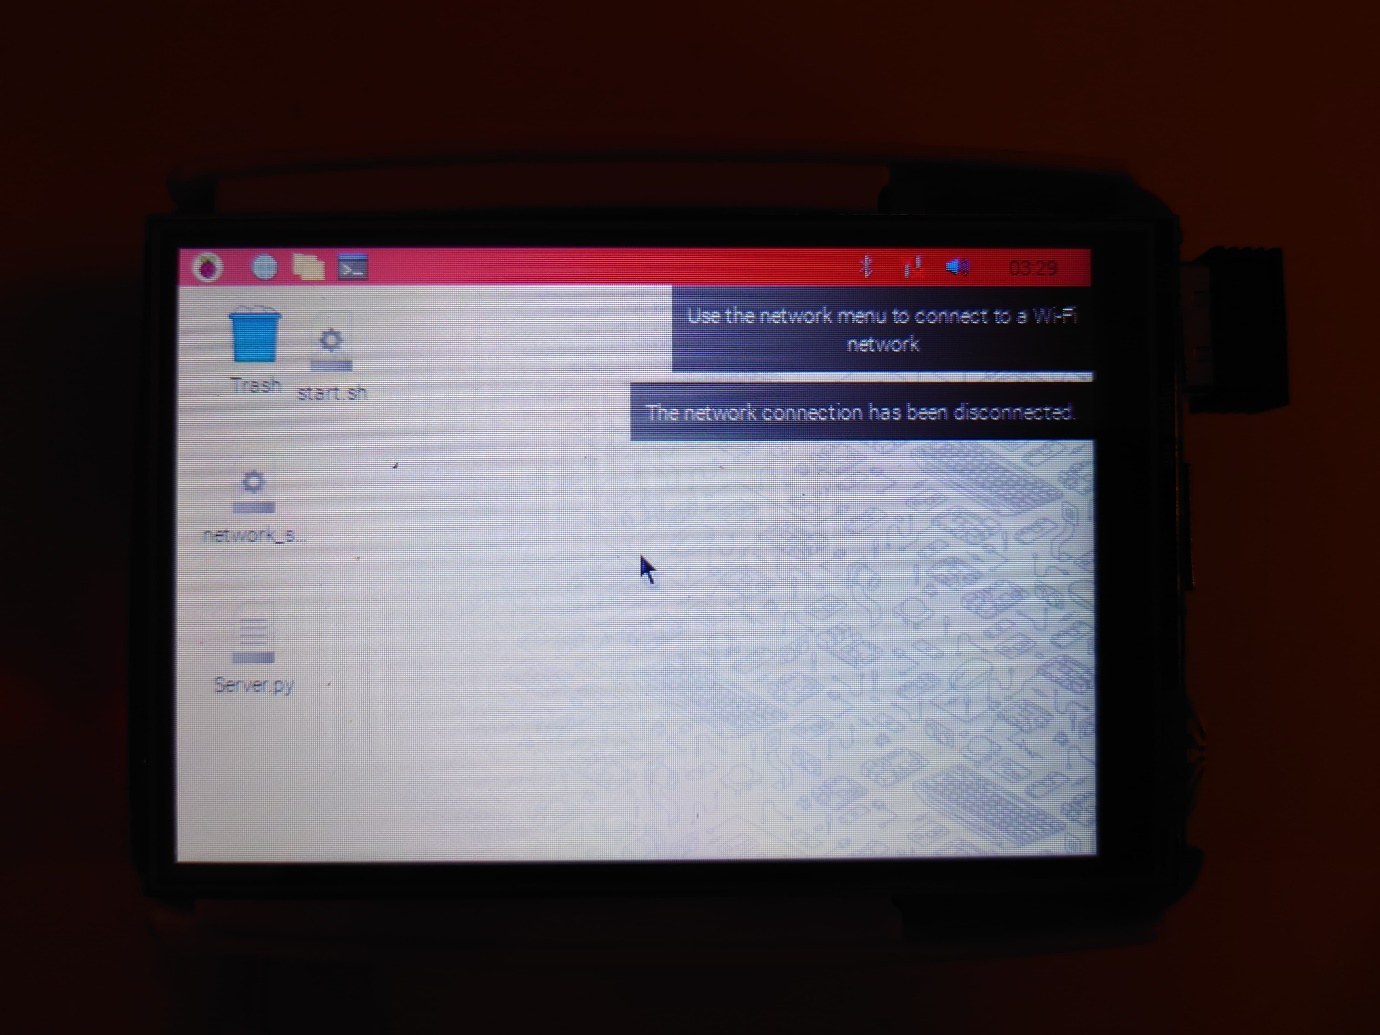 03:29
Use the network menu to connect to a Wi-Fi
network
The network connection has been disconnected.
Trash
start.sh
network_s...
Server.py